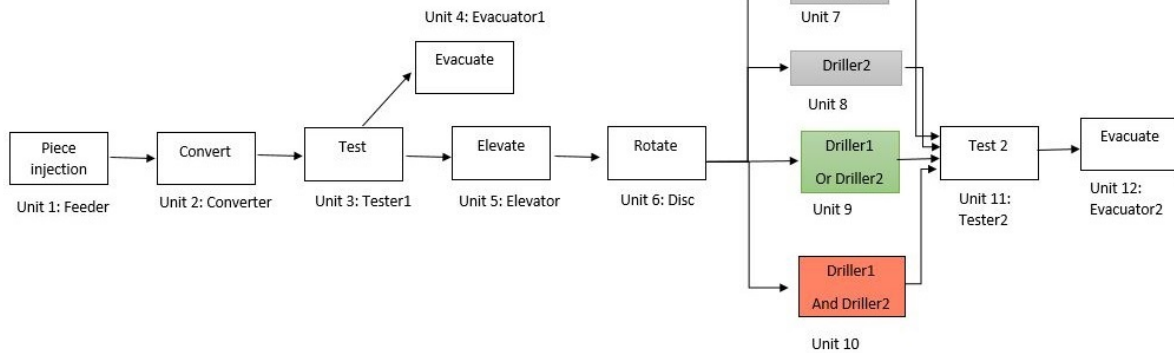 Unit 4: Evacuator1
Evacuate
Piece
injection
Unit 1: Feeder
Convert
Unit 2: Converter
Test
Unit 3: Tester1
Elevate
Unit 5: Elevator
Rotate
Unit 6: Disc
Unit 7
Driller2
Unit 8
Driller1
Or Driller2
Unit 9
Driller1
And Driller2
Unit 10
Test 2
Unit 11:
Tester2
Evacuate
Unit 12:
Evacuator2